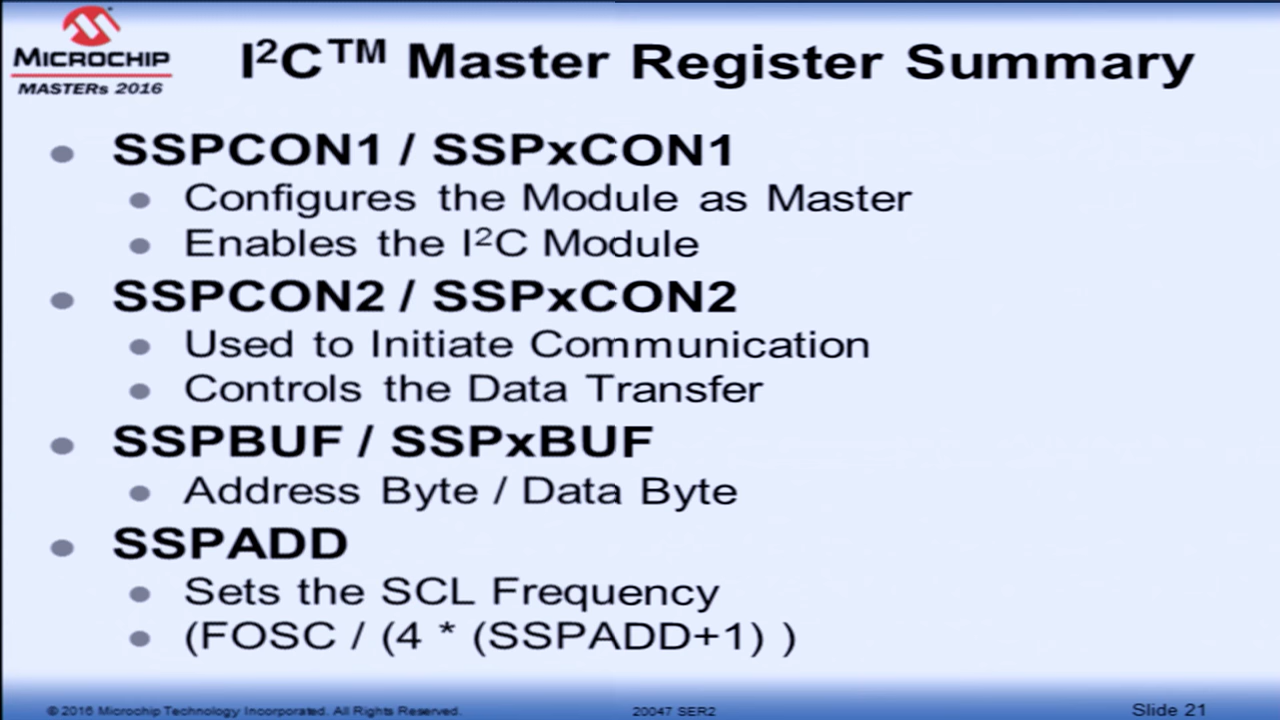 MICROCHIP
MASTERs 2016
I²C™ Master Register Summary
SSPCON1 / SSPxCON1
Configures the Module as Master
Enables the I²C Module
SSPCON2 / SSPxCON2
Used to Initiate Communication
Controls the Data Transfer
SSPBUF / SSPxBUF
Address Byte / Data Byte
SSPADD
Sets the SCL Frequency
(FOSC / (4 * (SSPADD+1) )
© 2016 Microchip Technology Incorporated. All Rights Reserved.
20047 SER2
Slide 21